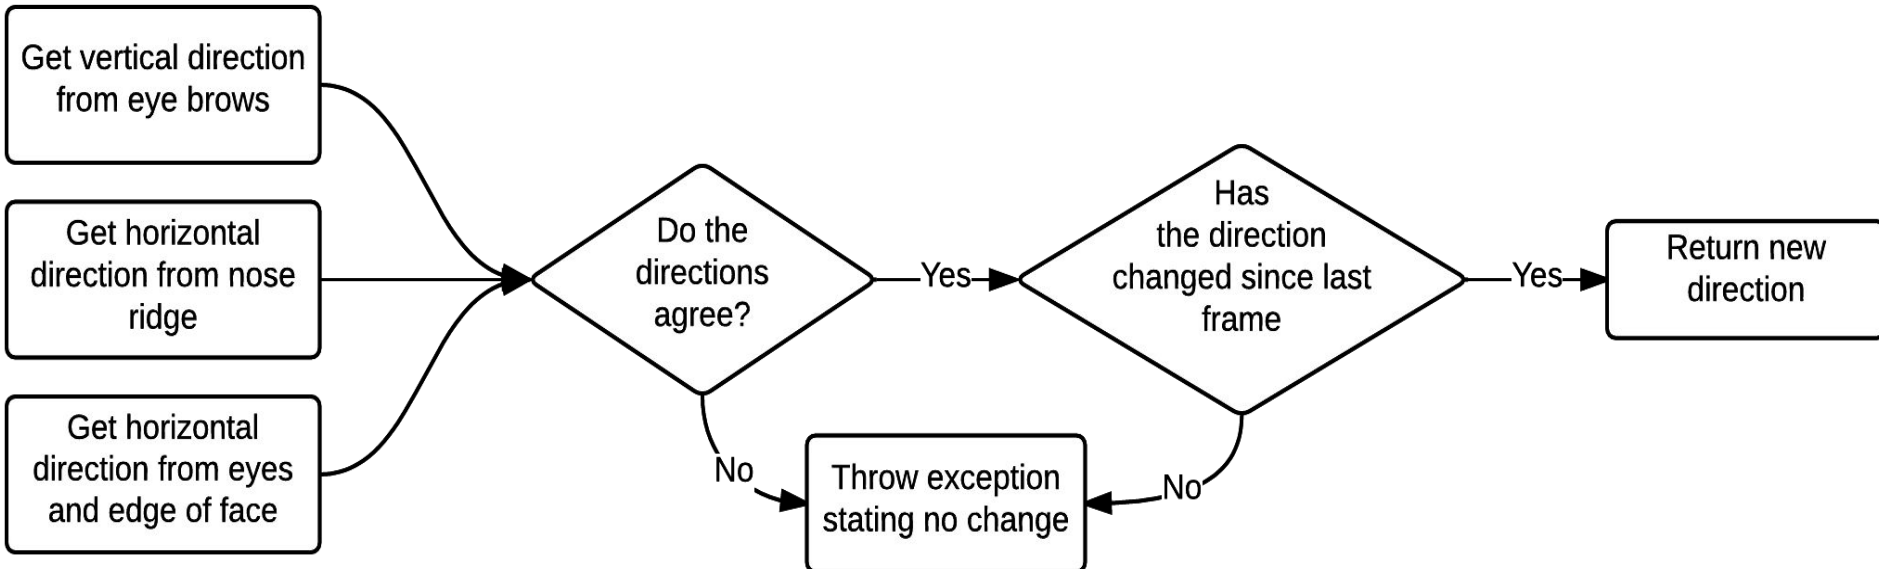 Get vertical direction
from eye brows
Get horizontal
direction from nose
ridge
Get horizontal
direction from eyes
and edge of face
Do the
directions
agree?
Yes
No
Has
the direction
changed since last
frame
Yes
No
Return new
direction
Throw exception
stating no change